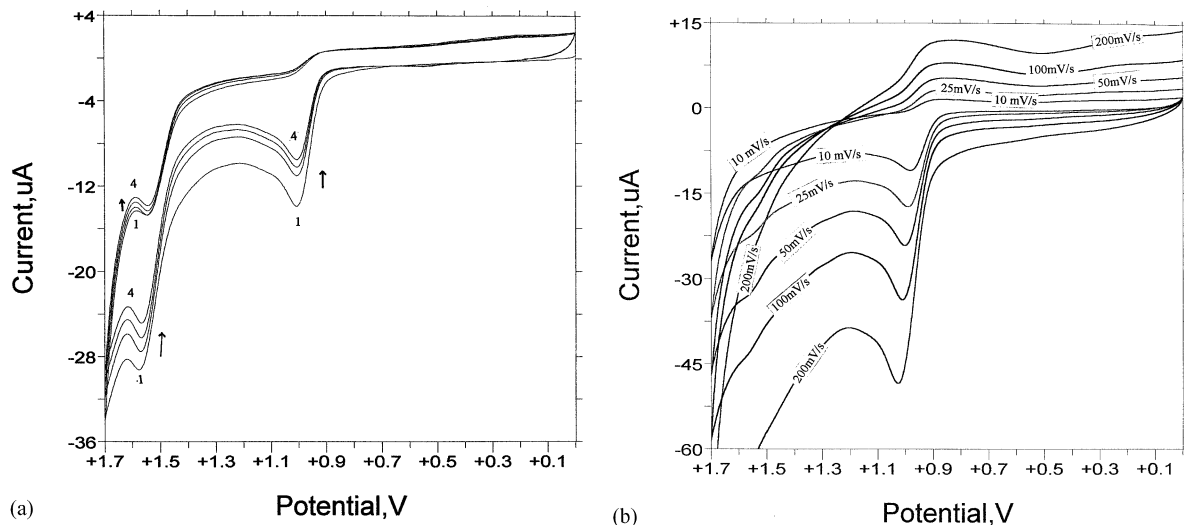 +4
-4
-12
-20
-28
-36
Current,uA
+1.7 +1.5 +1.3 +1.1 +0.9 +0.7 +0.5 +0.3 +0.1
Potential,V
4
1
4
1
4
1
(a)
+15
0
-15
-30
-45
-60
Current,uA
+1.7 +1.5 +1.3 +1.1 +0.9 +0.7 +0.5 +0.3 +0.1
Potential,V
200mV/s
100mV/s
50mV/s
25mV/s
10 mV/s
10 mV/s
10 mV/s
25mV/s
50mV/s
200mV/s
100mV/s
200mV/s
(b)